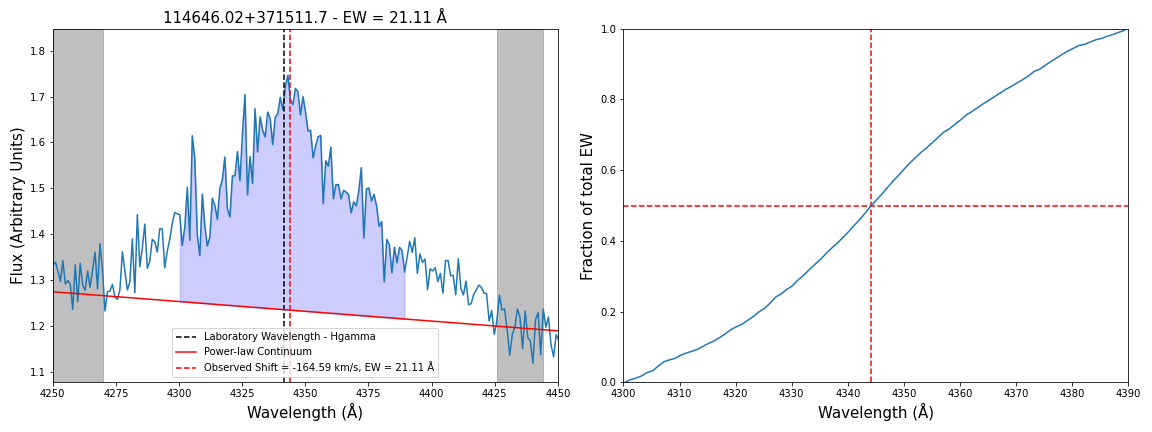 114646.02+371511.7 - EW = 21.11 Å
Flux (Arbitrary Units)
1.8
1.7
1.6
1.5
1.4
1.3
1.2
1.1
Laboratory Wavelength - Hgamma
Power-law Continuum
Observed Shift = -164.59 km/s, EW = 21.11 Å
4250 4275 4300 4325 4350 4375 4400 4425 4450
Wavelength (Å)
Fraction of total EW
1.0
0.8
0.6
0.4
0.2
0.0
4300 4310 4320 4330 4340 4350 4360 4370 4380 4390
Wavelength (Å)